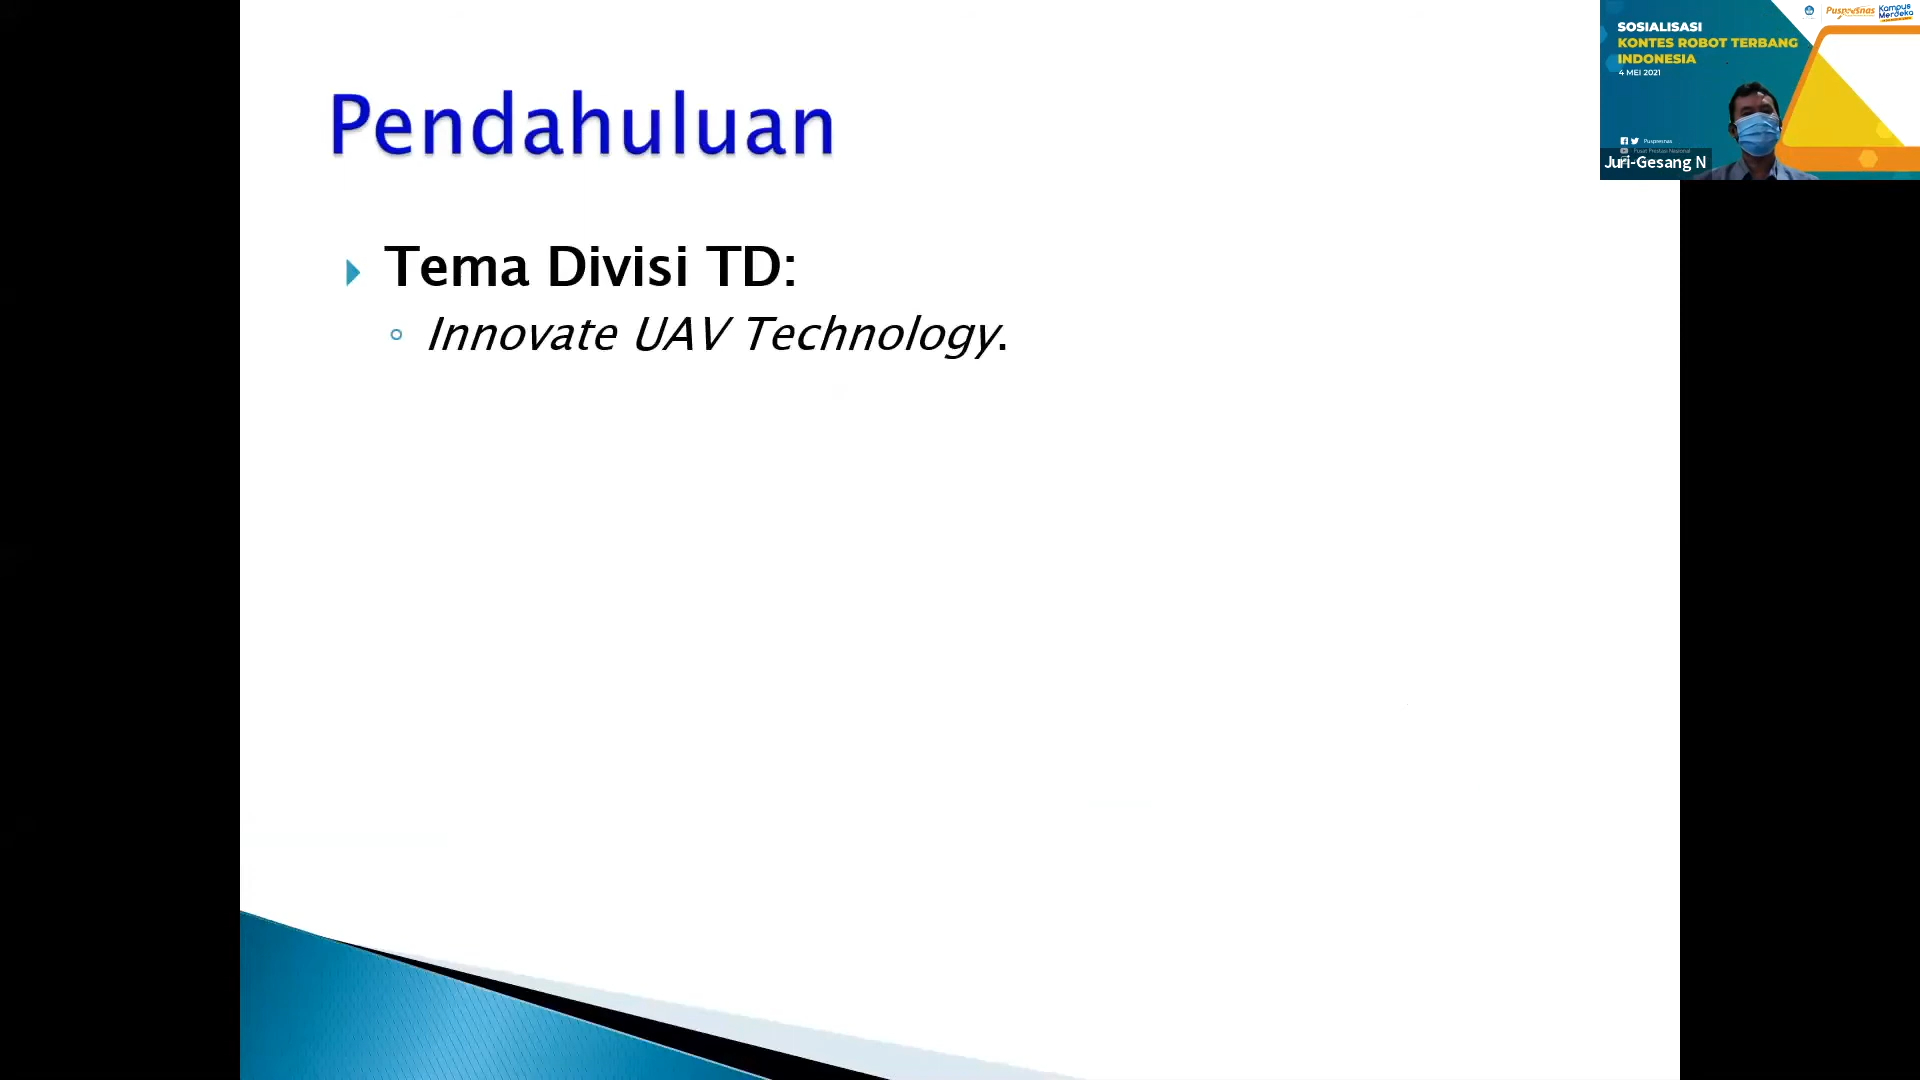 Pendahuluan
Tema Divisi TD:
Innovate UAV Technology.
SOSIALISASI
KONTES ROBOT TERBANG
INDONESIA
4 MEI 2021
Puspresnas
Kampus
Merdeka
Puspresnas
Pusat Prestasi Nasional
Juri-Gesang N